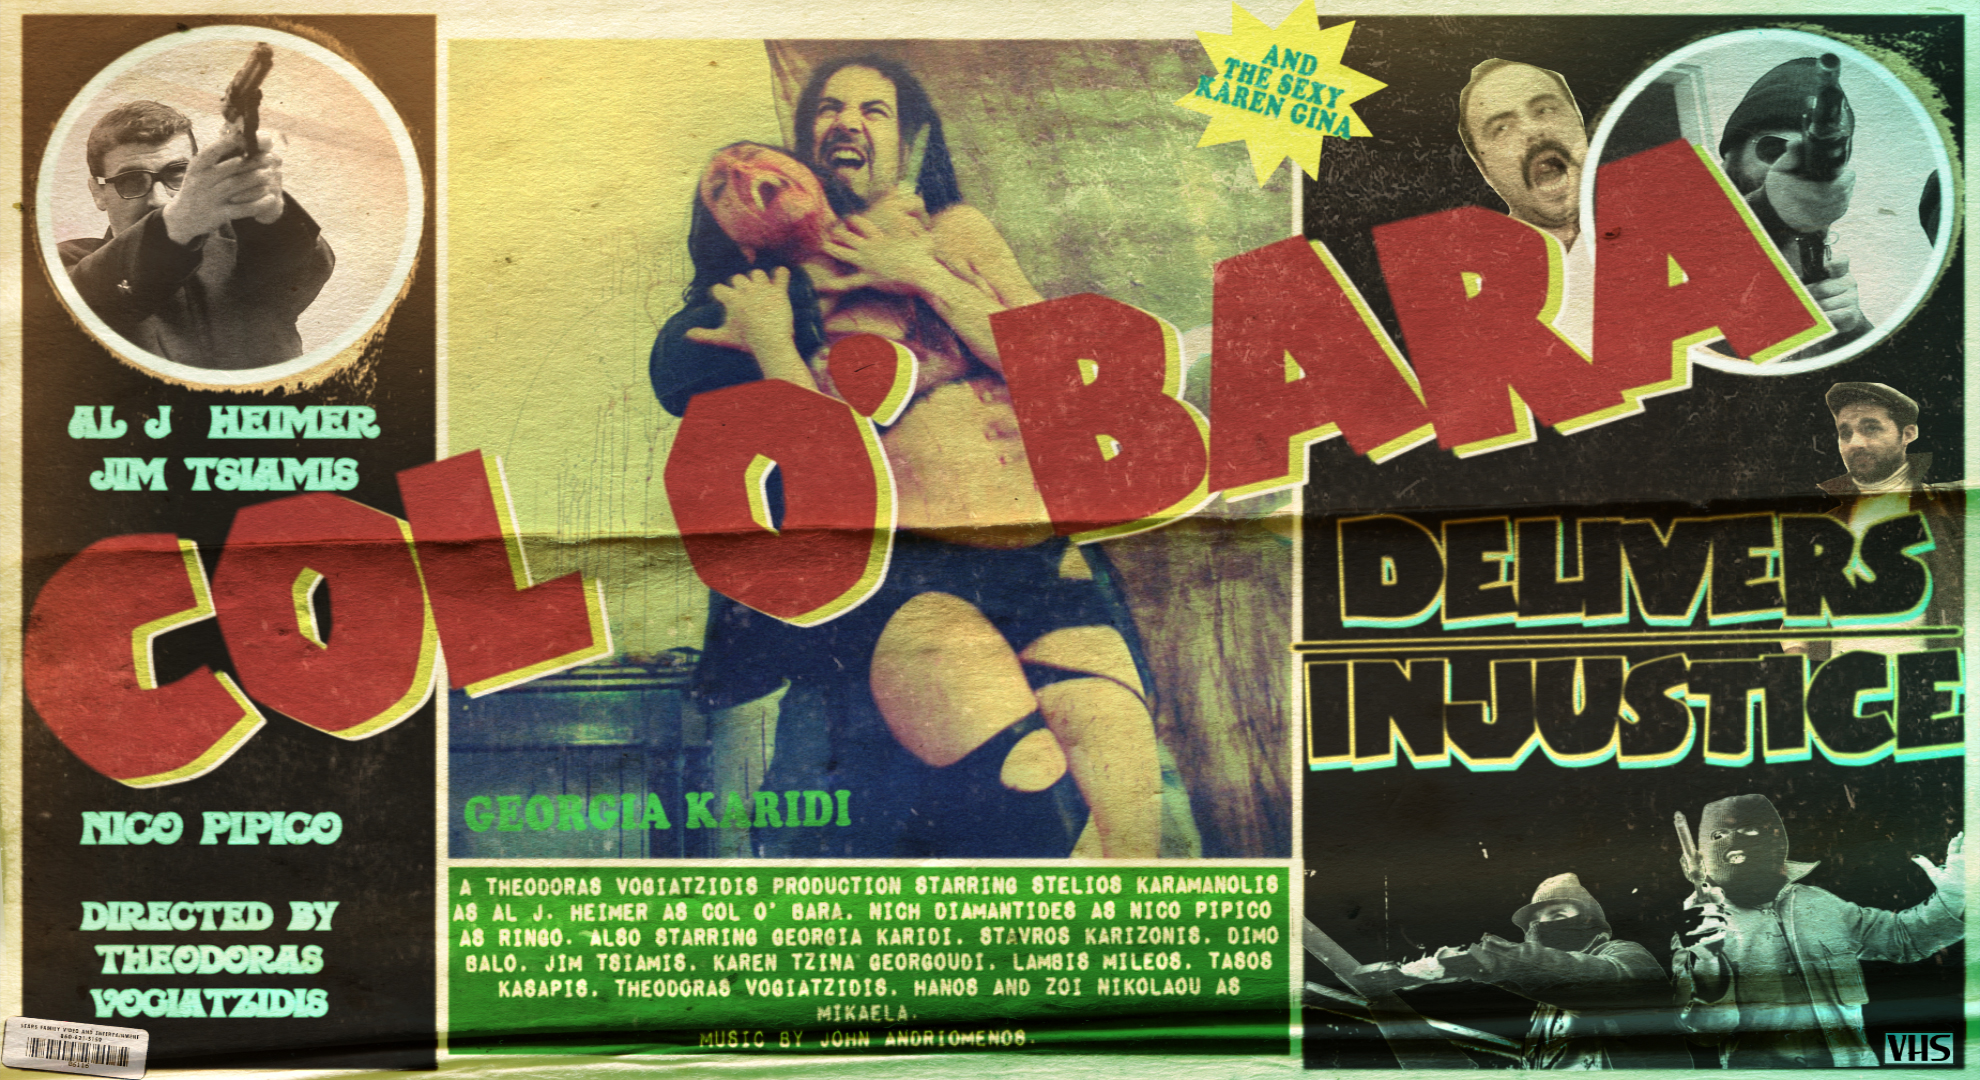 AND
THE SEXY
KAREN GINA
AL J HEIMER
JIM TSIAMIS
COL O' BARA
DELIVERS
INJUSTICE
NICO PIPICO
DIRECTED BY
THEODORAS
VOGIATZIDIS
GEORGIA KARIDI
A THEODORAS VOGIATZIDIS PRODUCTION STARRING STELIOS KARAMANOLIS
AS AL J. HEIMER AS COL O' BARA. NICH DIAMANTIDES AS NICO PIPICO
AS RINGO. ALSO STARRING GEORGIA KARIDI. STAVROS KARIZONIS. DIMO
BALO. JIM TSIAMIS. KAREN TZINA GEORGOUDI. LAMBIS MILEOS. TASOS
KASAPIS. THEODORAS VOGIATZIDIS. HANOS AND ZOI NIKOLAOU AS
MIKAELA.
MUSIC BY JOHN ANDRIOMENOS.
VIDEO AND ENTERTAINMENT
VHS